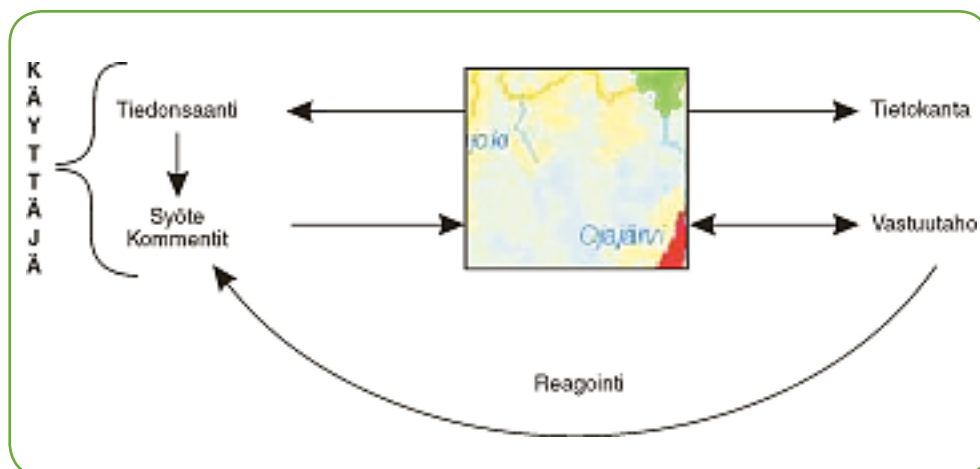 KÄYTTÄJÄ
Tiedonsaanti
Tietokanta
Syöte
Kommentit
Ojajärvi
Vastuutaho
Reagointi